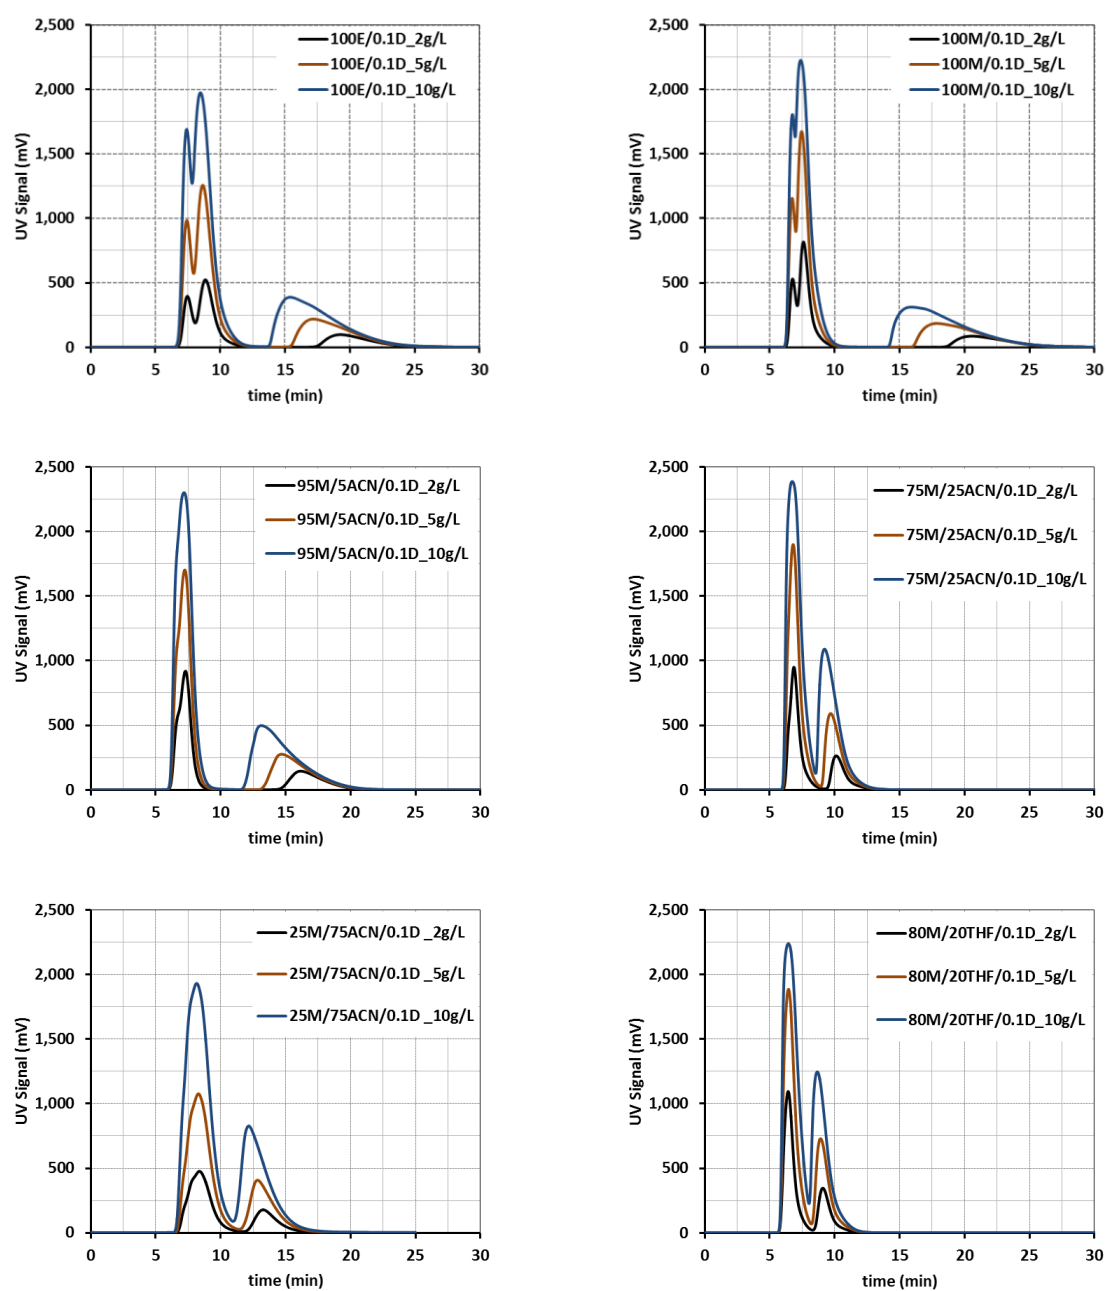 2,500
2,000
1,500
1,000
500
0
UV Signal (mV)
100E/0.1D_2g/L
100E/0.1D_5g/L
100E/0.1D_10g/L
0 5 10 15 20 25 30
time (min)
2,500
2,000
1,500
1,000
500
0
UV Signal (mV)
100M/0.1D_2g/L
100M/0.1D_5g/L
100M/0.1D_10g/L
0 5 10 15 20 25 30
time (min)
2,500
2,000
1,500
1,000
500
0
UV Signal (mV)
95M/5ACN/0.1D_2g/L
95M/5ACN/0.1D_5g/L
95M/5ACN/0.1D_10g/L
0 5 10 15 20 25 30
time (min)
2,500
2,000
1,500
1,000
500
0
UV Signal (mV)
75M/25ACN/0.1D_2g/L
75M/25ACN/0.1D_5g/L
75M/25ACN/0.1D_10g/L
0 5 10 15 20 25 30
time (min)
2,500
2,000
1,500
1,000
500
0
UV Signal (mV)
25M/75ACN/0.1D _2g/L
25M/75ACN/0.1D _5g/L
25M/75ACN/0.1D _10g/L
0 5 10 15 20 25 30
time (min)
2,500
2,000
1,500
1,000
500
0
UV Signal (mV)
80M/20THF/0.1D_2g/L
80M/20THF/0.1D_5g/L
80M/20THF/0.1D_10g/L
0 5 10 15 20 25 30
time (min)